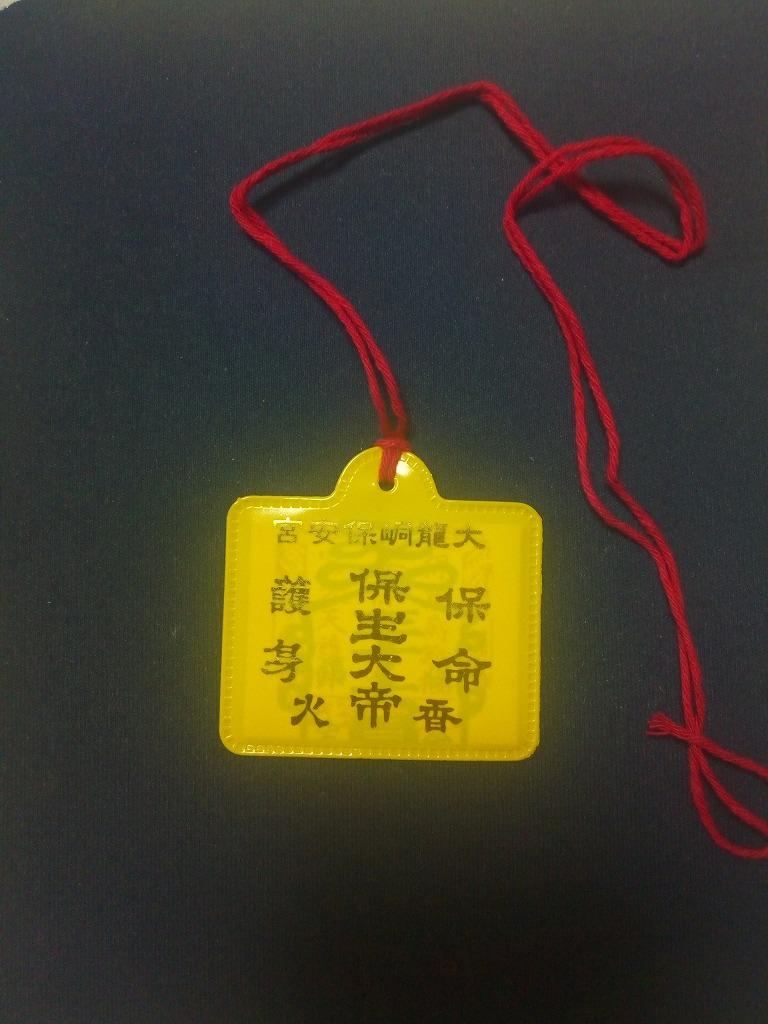 大龍峒保安宮
保命
保生大帝
護身
香火